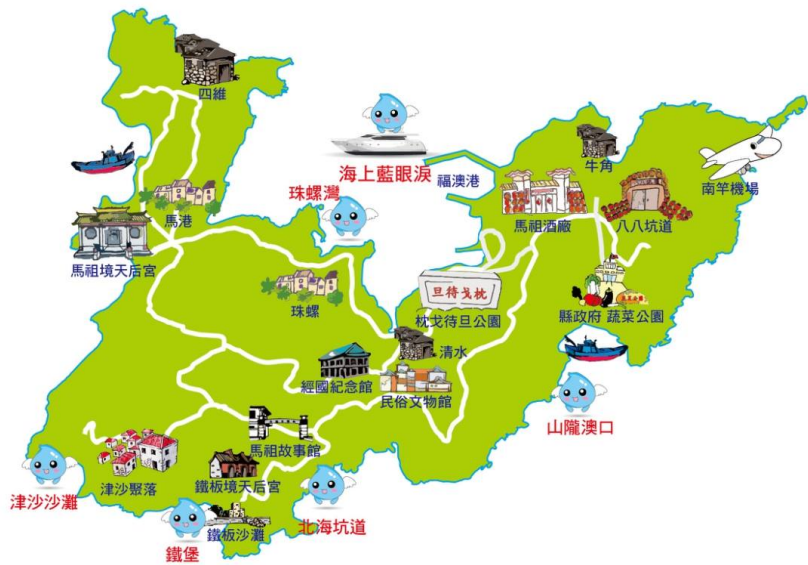 四維
海上藍眼淚
福澳港
牛角
南竿機場
珠螺灣
馬港
馬祖酒廠
八八坑道
馬祖境天后宮
枕戈待旦
枕戈待旦公園
珠螺
縣政府 蔬菜公園
清水
經國紀念館
民俗文物館
山隴澳口
馬祖故事館
津沙聚落
鐵板境天后宮
津沙沙灘
北海坑道
鐵板沙灘
鐵堡